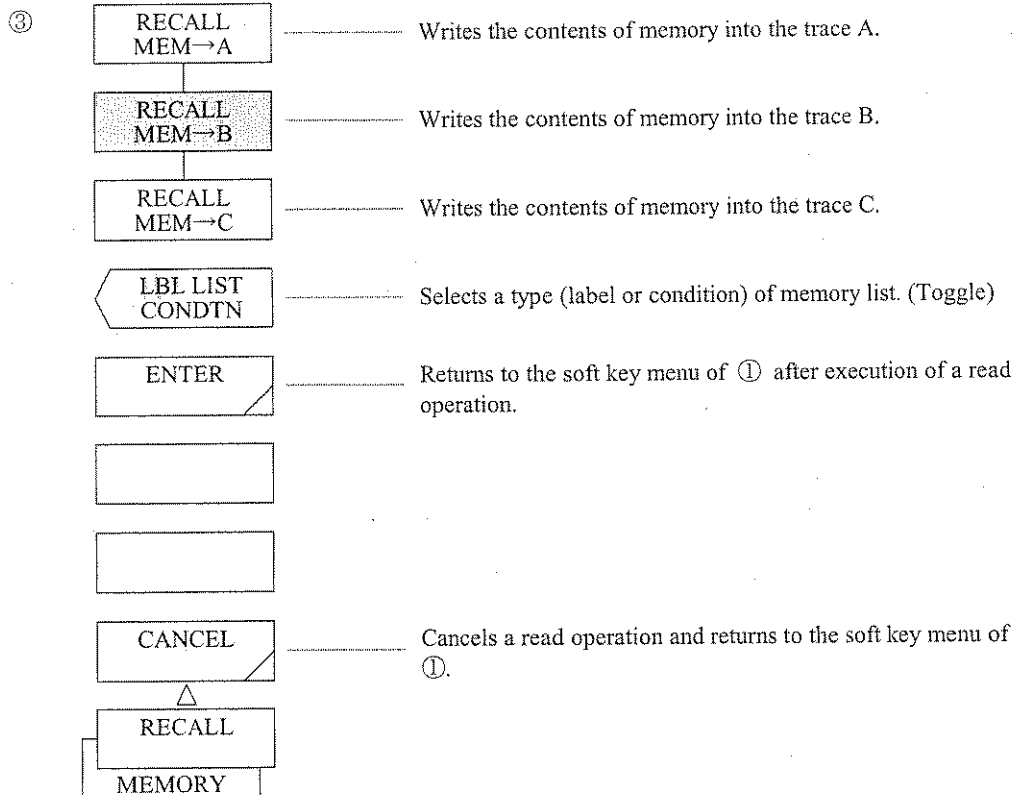 ③
RECALL
MEM→A
Writes the contents of memory into the trace A.
RECALL
MEM→B
Writes the contents of memory into the trace B.
RECALL
MEM→C
Writes the contents of memory into the trace C.
LBL LIST
CONDTN
Selects a type (label or condition) of memory list. (Toggle)
ENTER
Returns to the soft key menu of ① after execution of a read
operation.
CANCEL
Cancels a read operation and returns to the soft key menu of
①.
RECALL
MEMORY